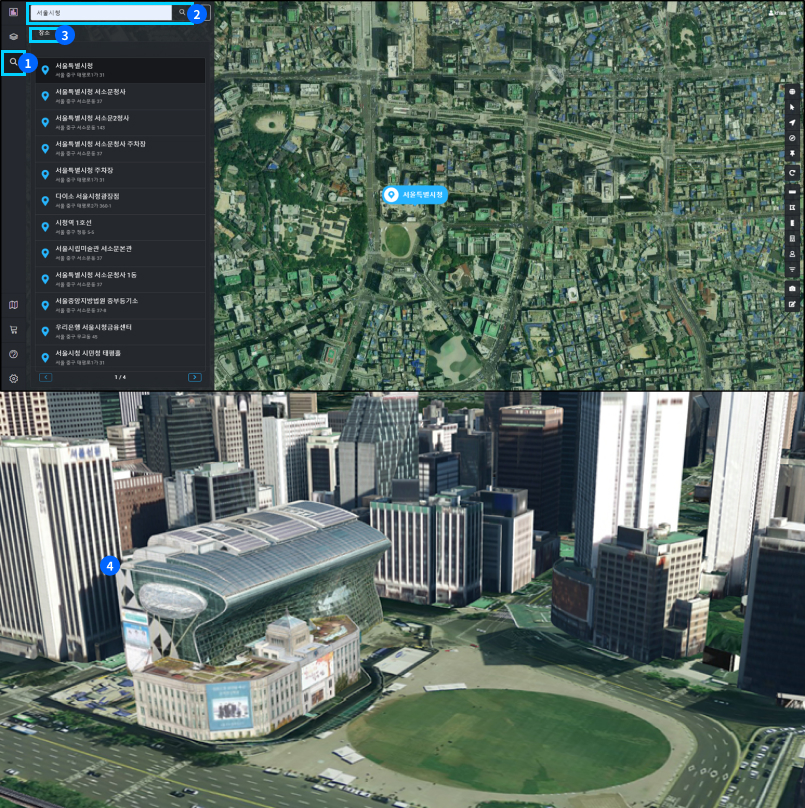 서울시청
2
장소
3
1
서울특별시청
서울 중구 태평로1가 31
서울특별시청 서소문청사
서울 중구 서소문동 37
서울특별시청 서소문2청사
서울 중구 서소문동 143
서울특별시청 서소문청사 주차장
서울 중구 서소문동 37
서울특별시청 주차장
서울 중구 태평로1가 31
다이소 서울시청광장점
서울 중구 태평로2가 360-1
시청역 1호선
서울 중구 정동 5-5
서울시립미술관 서소문본관
서울 중구 서소문동 37
서울특별시청 서소문청사 1동
서울 중구 서소문동 37
서울중앙지방법원 중부등기소
서울 중구 서소문동 37-8
우리은행 서울시청금융센터
서울 중구 무교동 45
서울시청 시민청 태평홀
서울 중구 태평로1가 31
1 / 4
서울특별시청
4